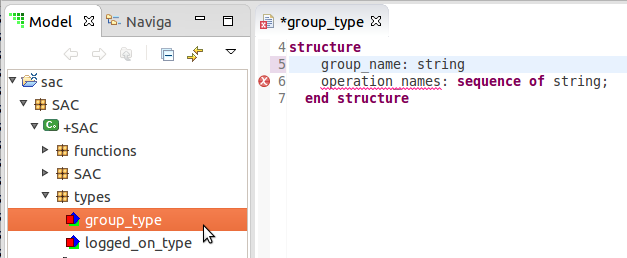 Model
Naviga
sac
SAC
+SAC
functions
SAC
types
group_type
logged_on_type
*group_type
4 structure
5 group_name: string
6 operation_names: sequence of string;
7 end structure